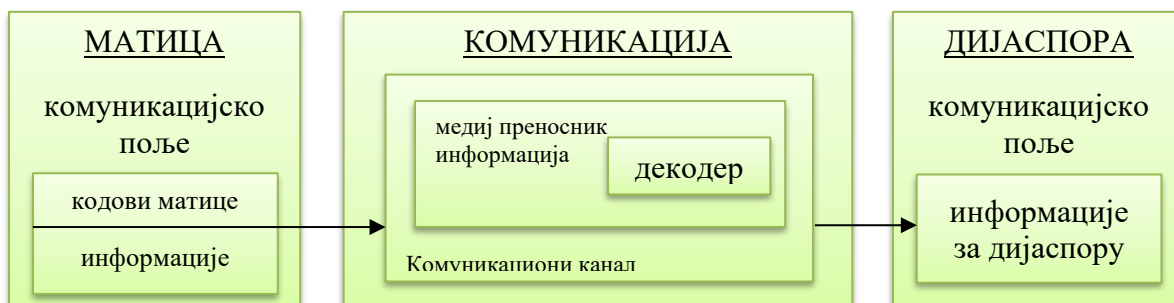 МАТИЦА
комуникацијско
поље
кодови матице
информације
КОМУНИКАЦИЈА
медиј преносник
информација
декодер
Комуникациони канал
ДИЈАСПОРА
комуникацијско
поље
информације
за дијаспору